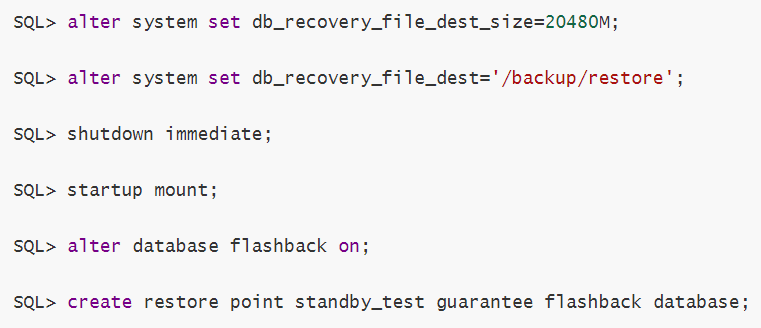 SQL> alter system set db_recovery_file_dest_size=20480M;
SQL> alter system set db_recovery_file_dest='/backup/restore';
SQL> shutdown immediate;
SQL> startup mount;
SQL> alter database flashback on;
SQL> create restore point standby_test guarantee flashback database;